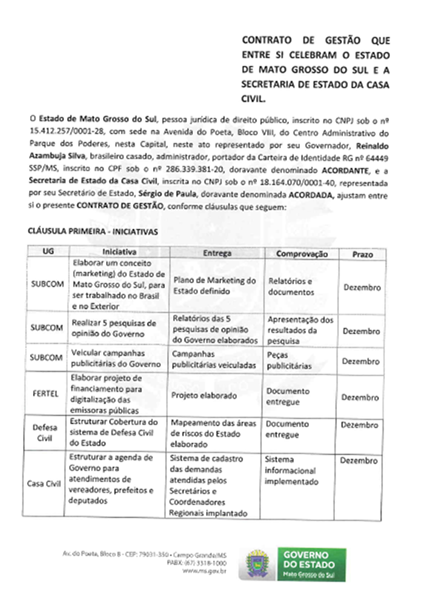 CONTRATO DE GESTÃO QUE
ENTRE SI CELEBRAM O ESTADO
DE MATO GROSSO DO SUL E A
SECRETARIA DE ESTADO DA CASA
CIVIL.
O Estado de Mato Grosso do Sul, pessoa jurídica de direito público, inscrito no CNPJ sob o nº
15.412.257/0001-28, com sede na Avenida do Poeta, Bloco VIII, do Centro Administrativo do
Parque dos Poderes, nesta Capital, neste ato representado por seu Governador, Reinaldo
Azambuja Silva, brasileiro casado, administrador, portador da Carteira de Identidade RG nº 64449
SSP/MS, inscrito no CPF sob o nº 286.339.381-20, doravante denominado ACORDANTE, e a
Secretaria de Estado da Casa Civil, inscrita no CNPJ sob o nº 18.164.070/0001-40, representada
por seu Secretário de Estado, Sérgio de Paula, doravante denominada ACORDADA, ajustam entre
si o presente CONTRATO DE GESTÃO, conforme cláusulas que seguem:
CLÁUSULA PRIMEIRA - INICIATIVAS
UG Iniciativa Entrega Comprovação Prazo
SUBCOM
Elaborar um conceito
(marketing) do Estado de
Mato Grosso do Sul, para
ser trabalhado no Brasil
e no Exterior
Plano de Marketing do
Estado definido
Relatórios e
documentos
Dezembro
SUBCOM
Realizar 5 pesquisas de
opinião do Governo
Relatórios das 5
pesquisas de opinião
do Governo elaborados
Apresentação dos
resultados da
pesquisa
Dezembro
SUBCOM
Veicular campanhas
publicitárias do Governo
Campanhas
publicitárias veiculadas
Peças
publicitárias
Dezembro
FERTEL
Elaborar projeto de
financiamento para
digitalização das
emissoras públicas
Projeto elaborado
Documento
entregue
Dezembro
Defesa
Civil
Estruturar Cobertura do
sistema de Defesa Civil
do Estado
Mapeamento das áreas
de riscos do Estado
elaborado
Documento
entregue
Dezembro
Casa Civil
Estruturar a agenda de
Governo para
atendimentos de
vereadores, prefeitos e
deputados
Sistema de cadastro
das demandas
atendidas pelos
Secretários e
Coordenadores
Regionais implantado
Sistema
informacional
implementado
Dezembro
Av. do Poeta, Bloco 8 - CEP: 79031-350 • Campo Grande/MS
PABX: (67) 3318-1000
www.ms.gov.br
GOVERNO
DO ESTADO
Mato Grosso do Sul